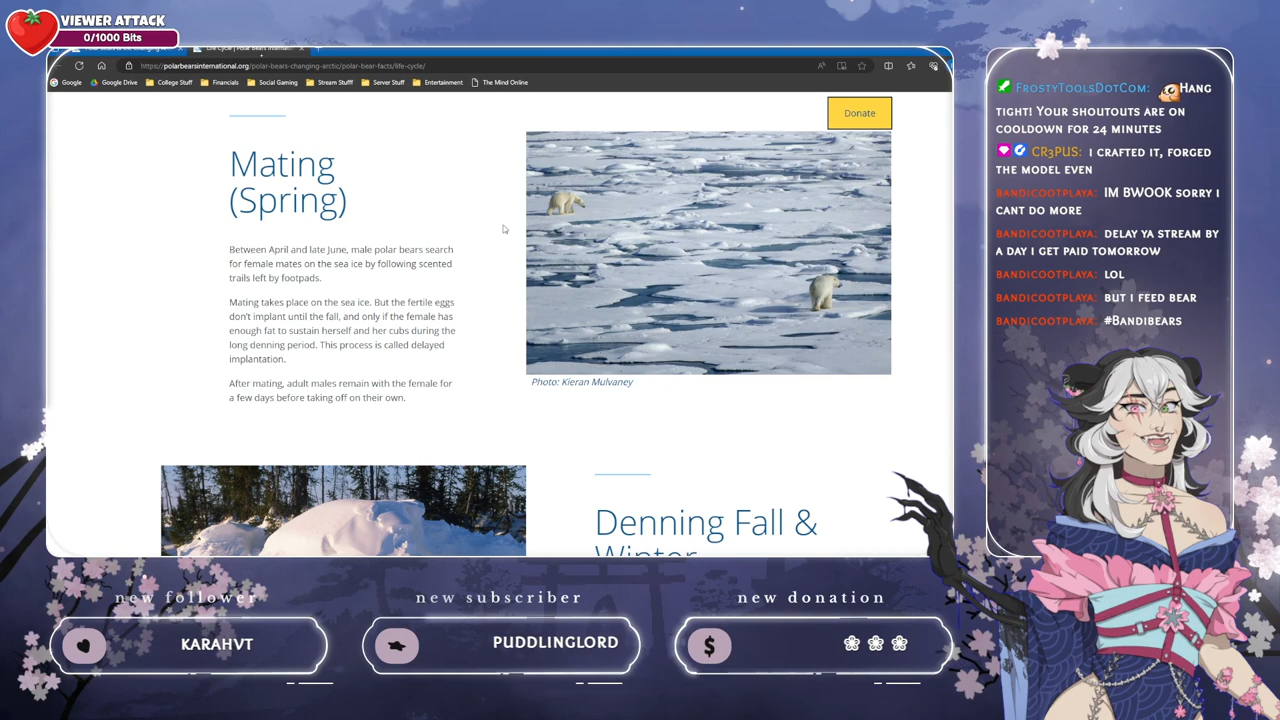 VIEWER ATTACK
0/1000 Bits
https://polarbearsinternational.org/polar-bears-changing-arctic/polar-bear-facts/life-cycle/
Google
Google Drive
College Stuff
Financials
Social Gaming
Stream Stufff
Server Stuff
Entertainment
The Mind Online
Donate
Mating
(Spring)
Between April and late June, male polar bears search
for female mates on the sea ice by following scented
trails left by footpads.
Mating takes place on the sea ice. But the fertile eggs
don't implant until the fall, and only if the female has
enough fat to sustain herself and her cubs during the
long denning period. This process is called delayed
implantation.
After mating, adult males remain with the female for
a few days before taking off on their own.
Photo: Kieran Mulvaney
Denning Fall &
Winter
FrostyToolsDotCom: Hang
tight! Your shoutouts are on
cooldown for 24 minutes
CR3PUS: I crafted it, forged
the model even
Bandicootplaya: im bwook sorry i
cant do more
Bandicootplaya: delay ya stream by
a day i get paid tomorrow
Bandicootplaya: lol
Bandicootplaya: but i feed bear
Bandicootplaya: #Bandibears
new follower
KARAHVT
new subscriber
PUDDLINGLORD
new donation
$